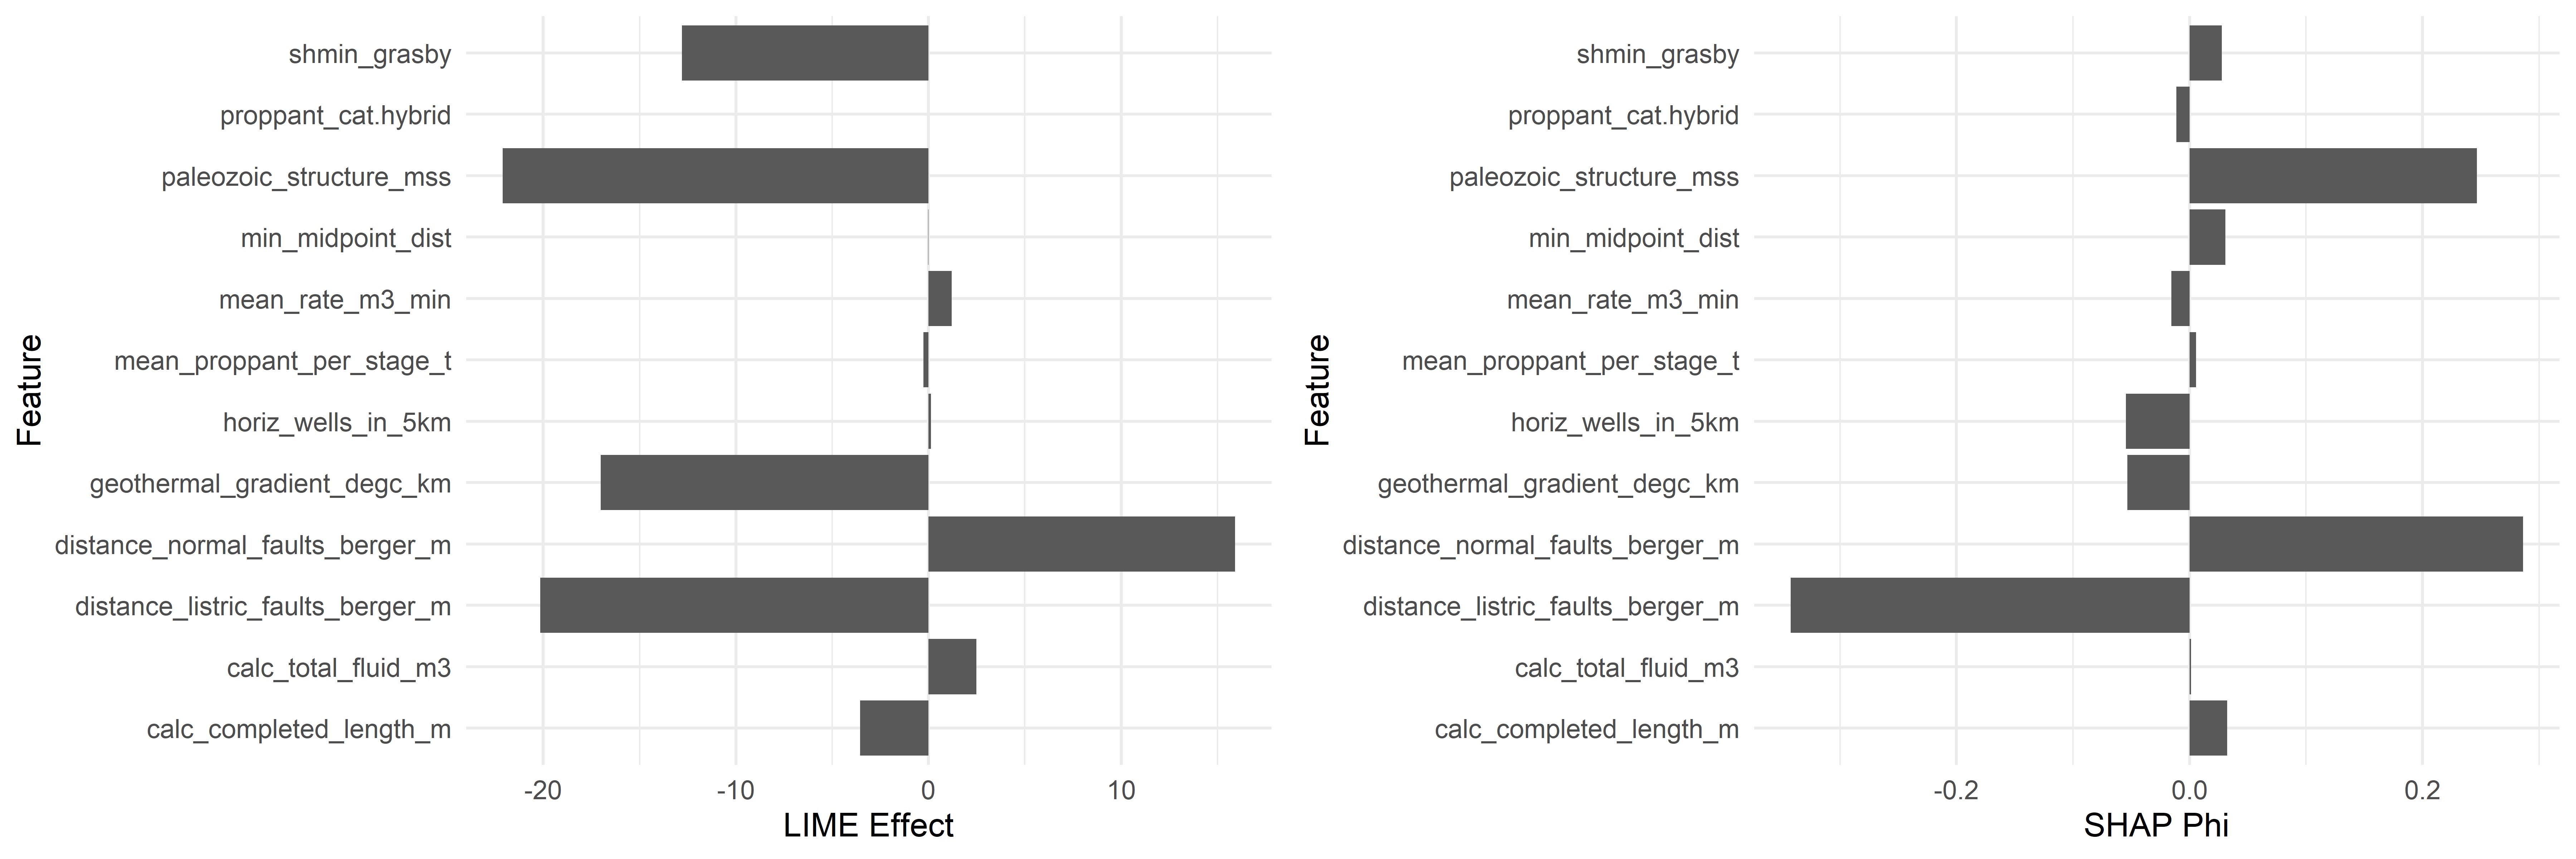 Feature
shmin_grasby
proppant_cat.hybrid
paleozoic_structure_mss
min_midpoint_dist
mean_rate_m3_min
mean_proppant_per_stage_t
horiz_wells_in_5km
geothermal_gradient_degc_km
distance_normal_faults_berger_m
distance_listric_faults_berger_m
calc_total_fluid_m3
calc_completed_length_m
-20 -10 0 10
LIME Effect
Feature
shmin_grasby
proppant_cat.hybrid
paleozoic_structure_mss
min_midpoint_dist
mean_rate_m3_min
mean_proppant_per_stage_t
horiz_wells_in_5km
geothermal_gradient_degc_km
distance_normal_faults_berger_m
distance_listric_faults_berger_m
calc_total_fluid_m3
calc_completed_length_m
-0.2 0.0 0.2
SHAP Phi